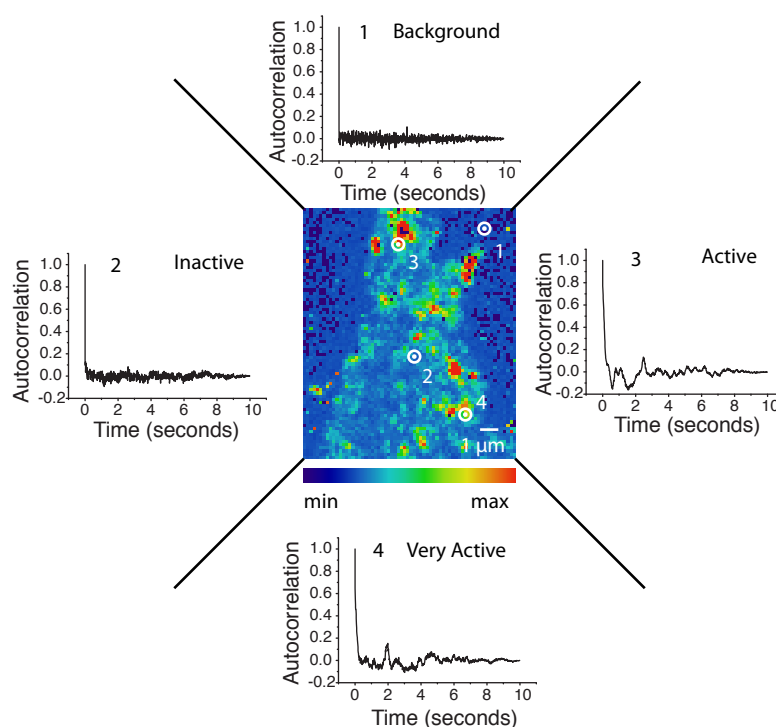 1 Background
Autocorrelation
1.0
0.8
0.6
0.4
0.2
0.0
-0.2
0 2 4 6 8 10
Time (seconds)
2 Inactive
Autocorrelation
1.0
0.8
0.6
0.4
0.2
0.0
-0.2
0 2 4 6 8 10
Time (seconds)
1
3
2
4
1 μm
min max
3 Active
Autocorrelation
1.0
0.8
0.6
0.4
0.2
0.0
-0.2
0 2 4 6 8 10
Time (seconds)
4 Very Active
Autocorrelation
1.0
0.8
0.6
0.4
0.2
0.0
-0.2
0 2 4 6 8 10
Time (seconds)